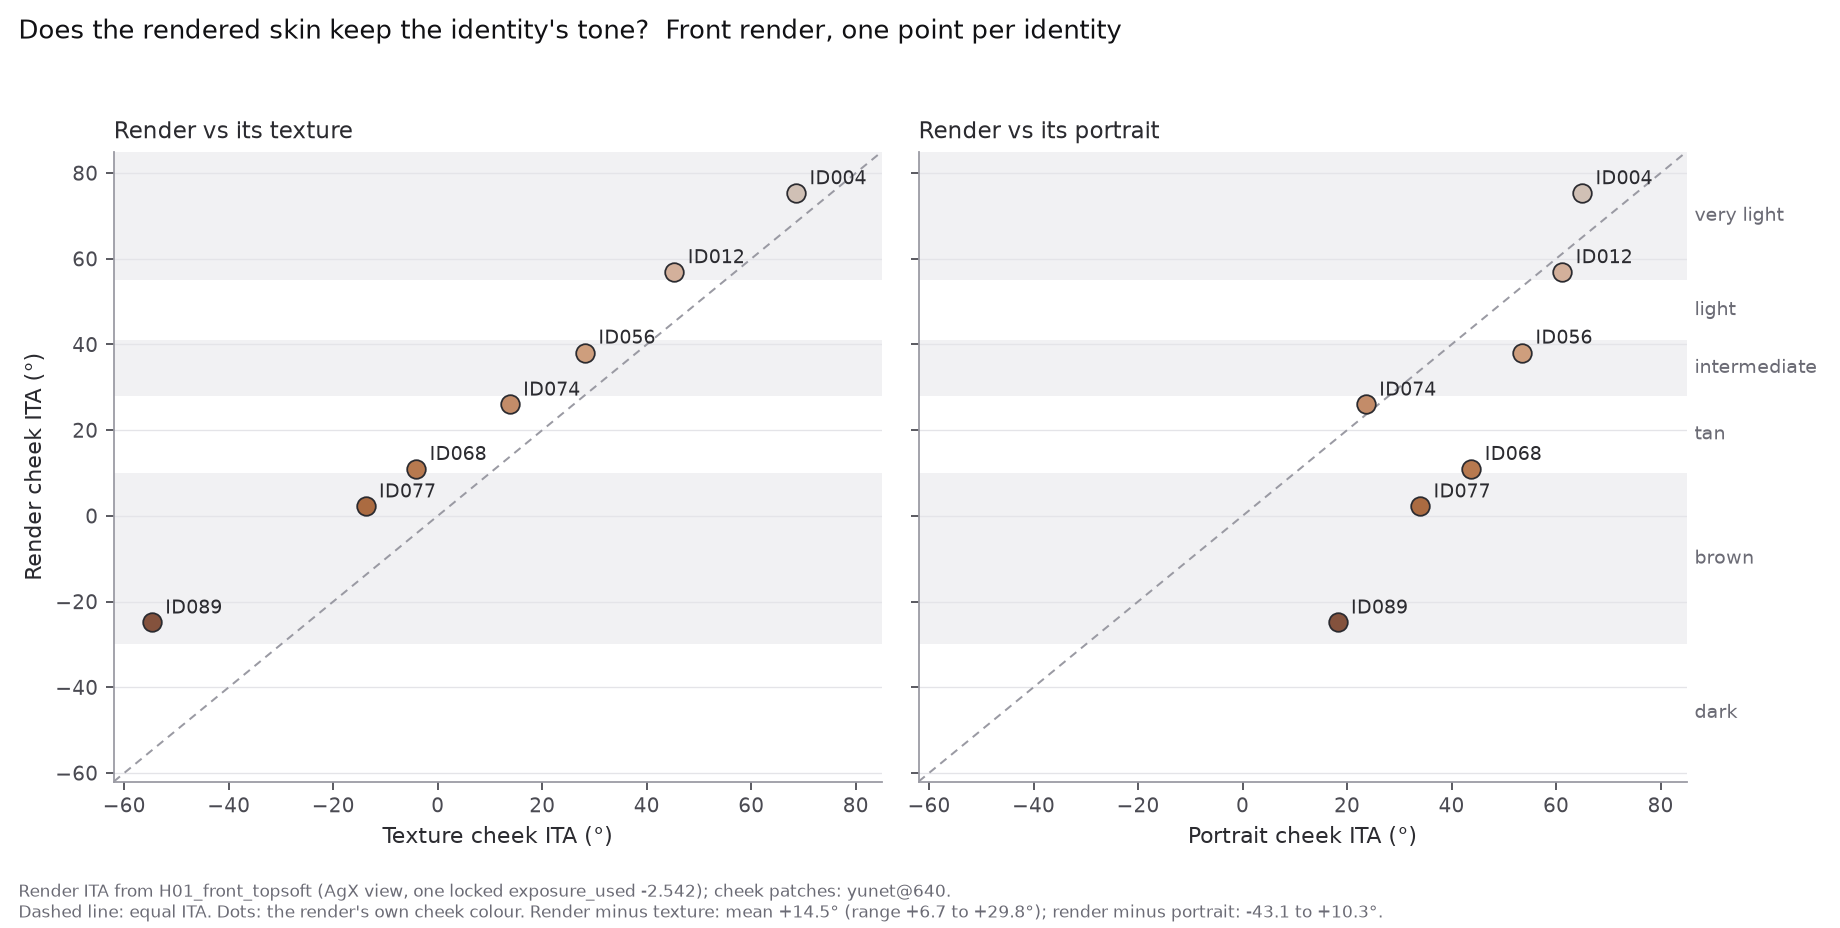 Does the rendered skin keep the identity's tone?  Front render, one point per identity
Render vs its texture
Render cheek ITA (°)
80
60
40
20
0
−20
−40
−60
ID004
ID012
ID056
ID074
ID068
ID077
ID089
−60 −40 −20 0 20 40 60 80
Texture cheek ITA (°)
Render vs its portrait
ID004
ID012
ID056
ID074
ID068
ID077
ID089
very light
light
intermediate
tan
brown
dark
−60 −40 −20 0 20 40 60 80
Portrait cheek ITA (°)
Render ITA from H01_front_topsoft (AgX view, one locked exposure_used -2.542); cheek patches: yunet@640.
Dashed line: equal ITA. Dots: the render's own cheek colour. Render minus texture: mean +14.5° (range +6.7 to +29.8°); render minus portrait: -43.1 to +10.3°.